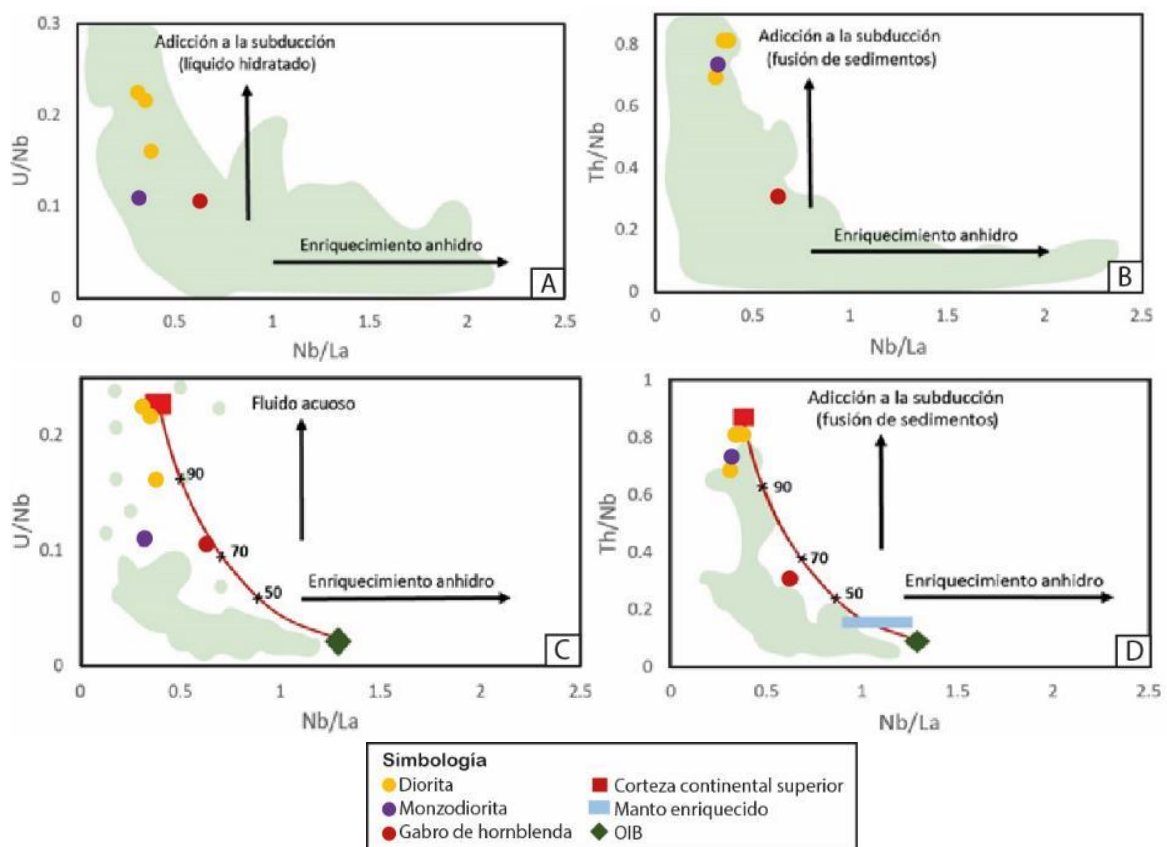 0.3
Adicción a la subducción
(líquido hidratado)
0.2
U/Nb
0.1
Enriquecimiento anhidro
0
A
0
0.5
1
1.5
2
2.5
Nb/La
B
0.8
Adicción a la subducción
(fusión de sedimentos)
0.6
Th/Nb
0.4
0.2
Enriquecimiento anhidro
0
B
0
0.5
1
1.5
2
2.5
Nb/La
C
Fluido acuoso
0.2
90
U/Nb
0.1
70
50
Enriquecimiento anhidro
0
C
0
0.5
1
1.5
2
2.5
Nb/La
1
Adicción a la subducción
(fusión de sedimentos)
0.8
0.6
90
Th/Nb
0.4
70
Enriquecimiento anhidro
0.2
50
0
D
0
0.5
1
1.5
2
2.5
Nb/La
Simbología
Diorita
Corteza continental superior
Monzodiorita
Manto enriquecido
Gabro de hornblenda
OIB